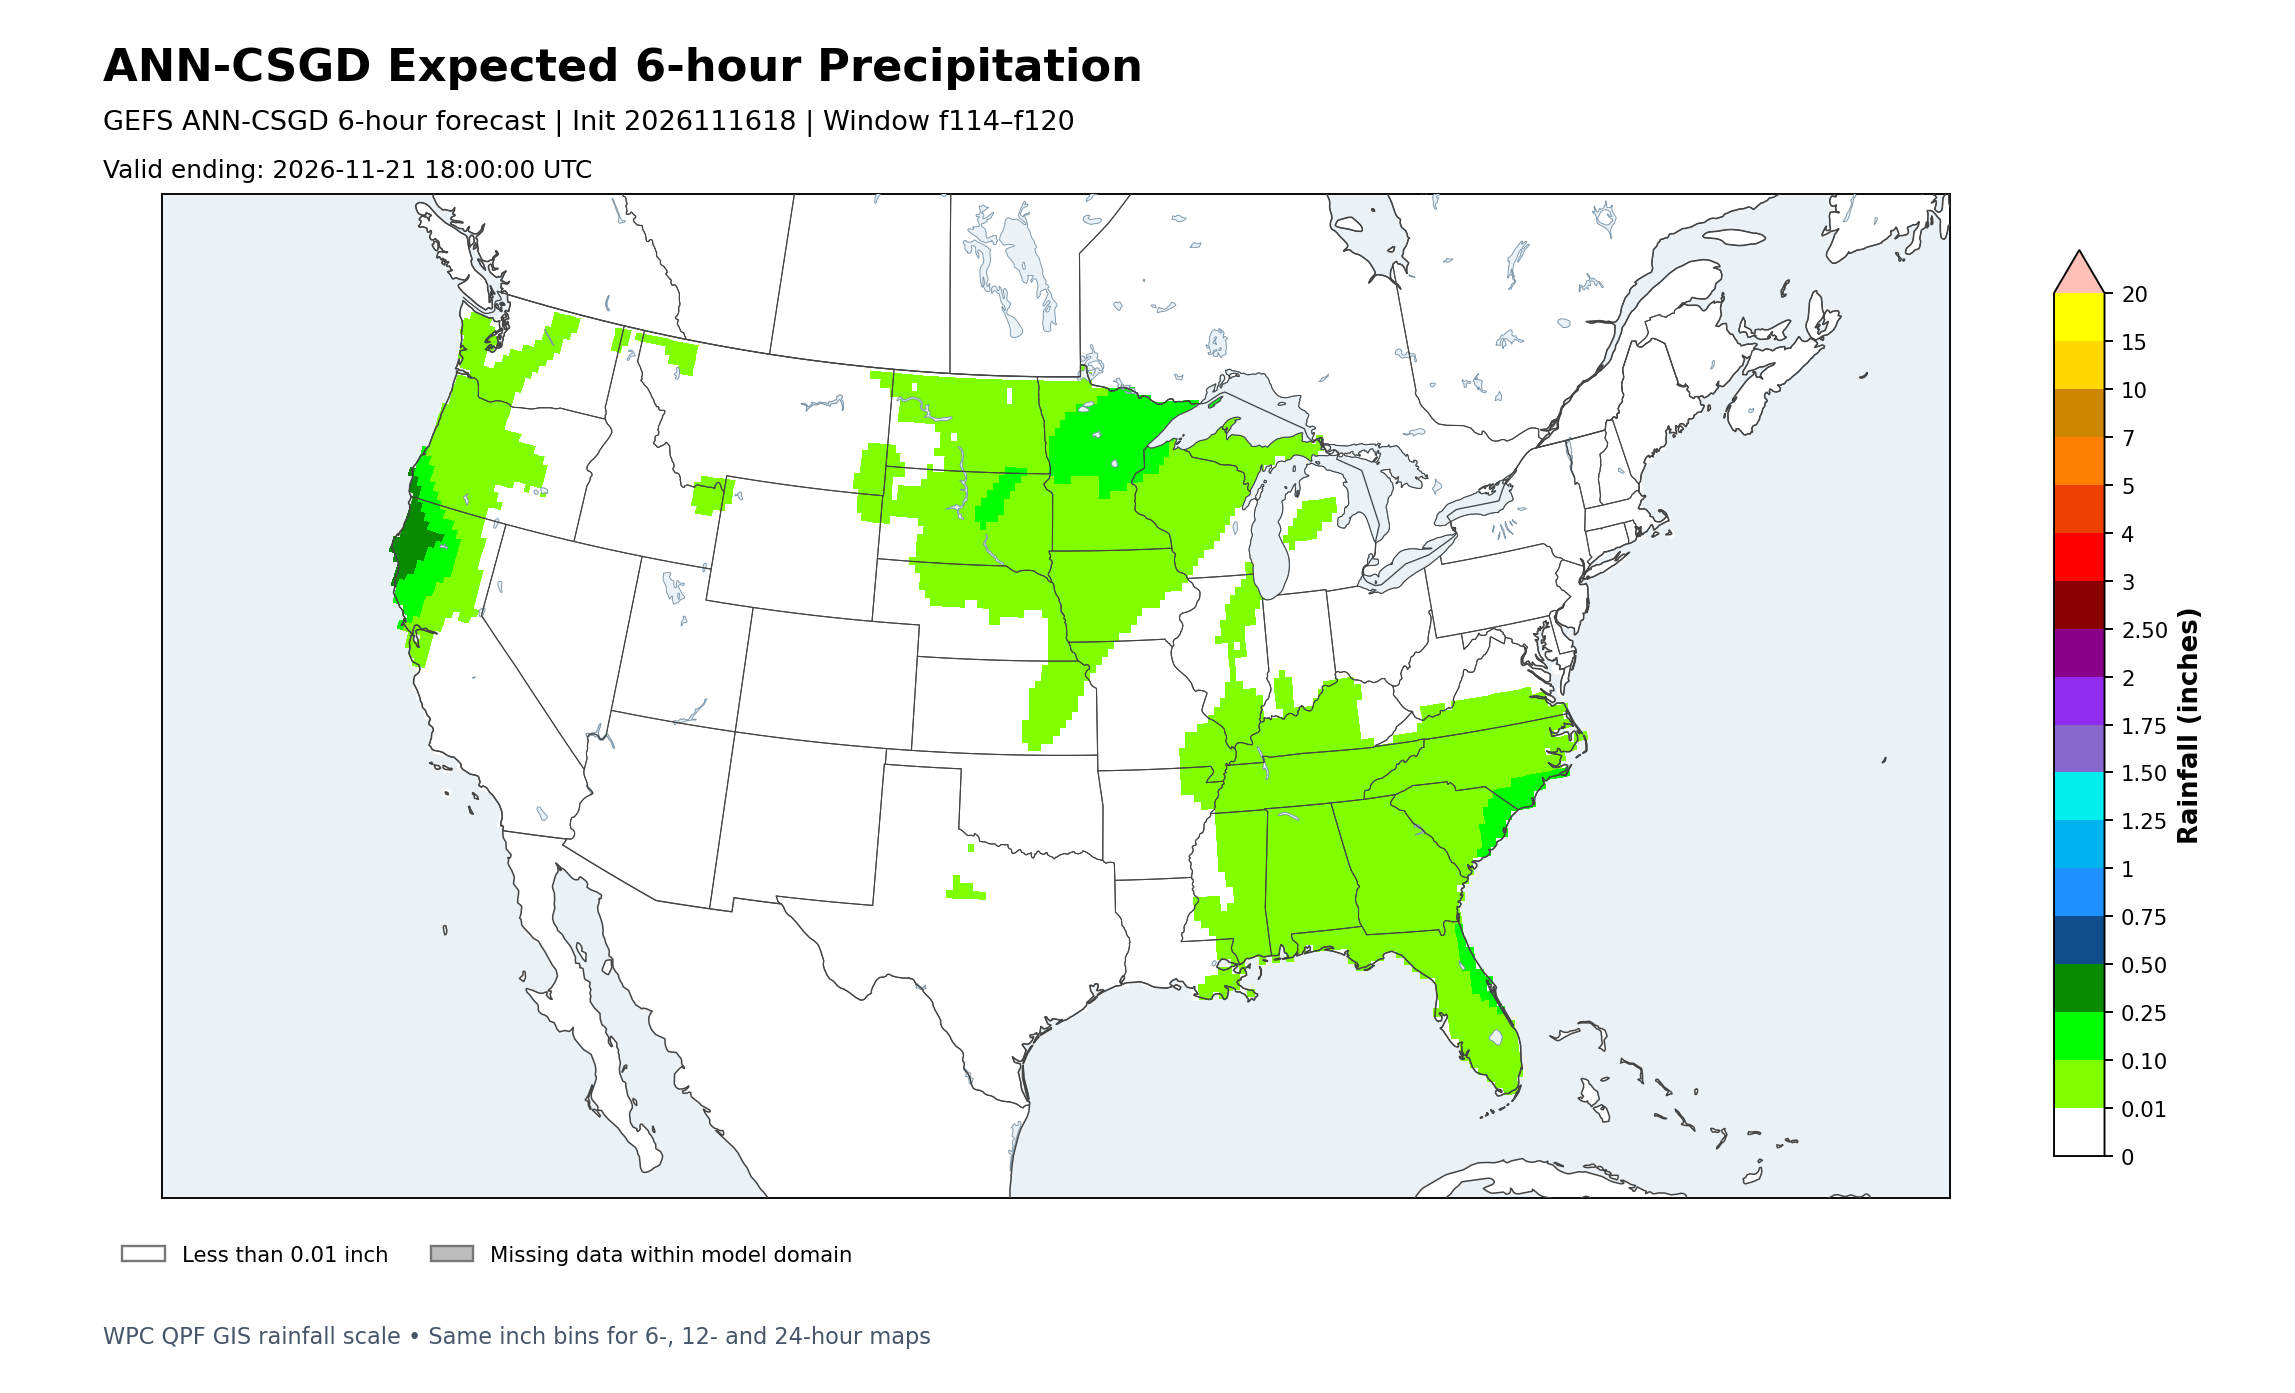 ANN-CSGD Expected 6-hour Precipitation
GEFS ANN-CSGD 6-hour forecast | Init 2026111618 | Window f114–f120
Valid ending: 2026-11-21 18:00:00 UTC
20
15
10
7
5
4
3
2.50
2
1.75
1.50
1.25
1
0.75
0.50
0.25
0.10
0.01
0
Rainfall (inches)
Less than 0.01 inch
Missing data within model domain
WPC QPF GIS rainfall scale • Same inch bins for 6-, 12- and 24-hour maps